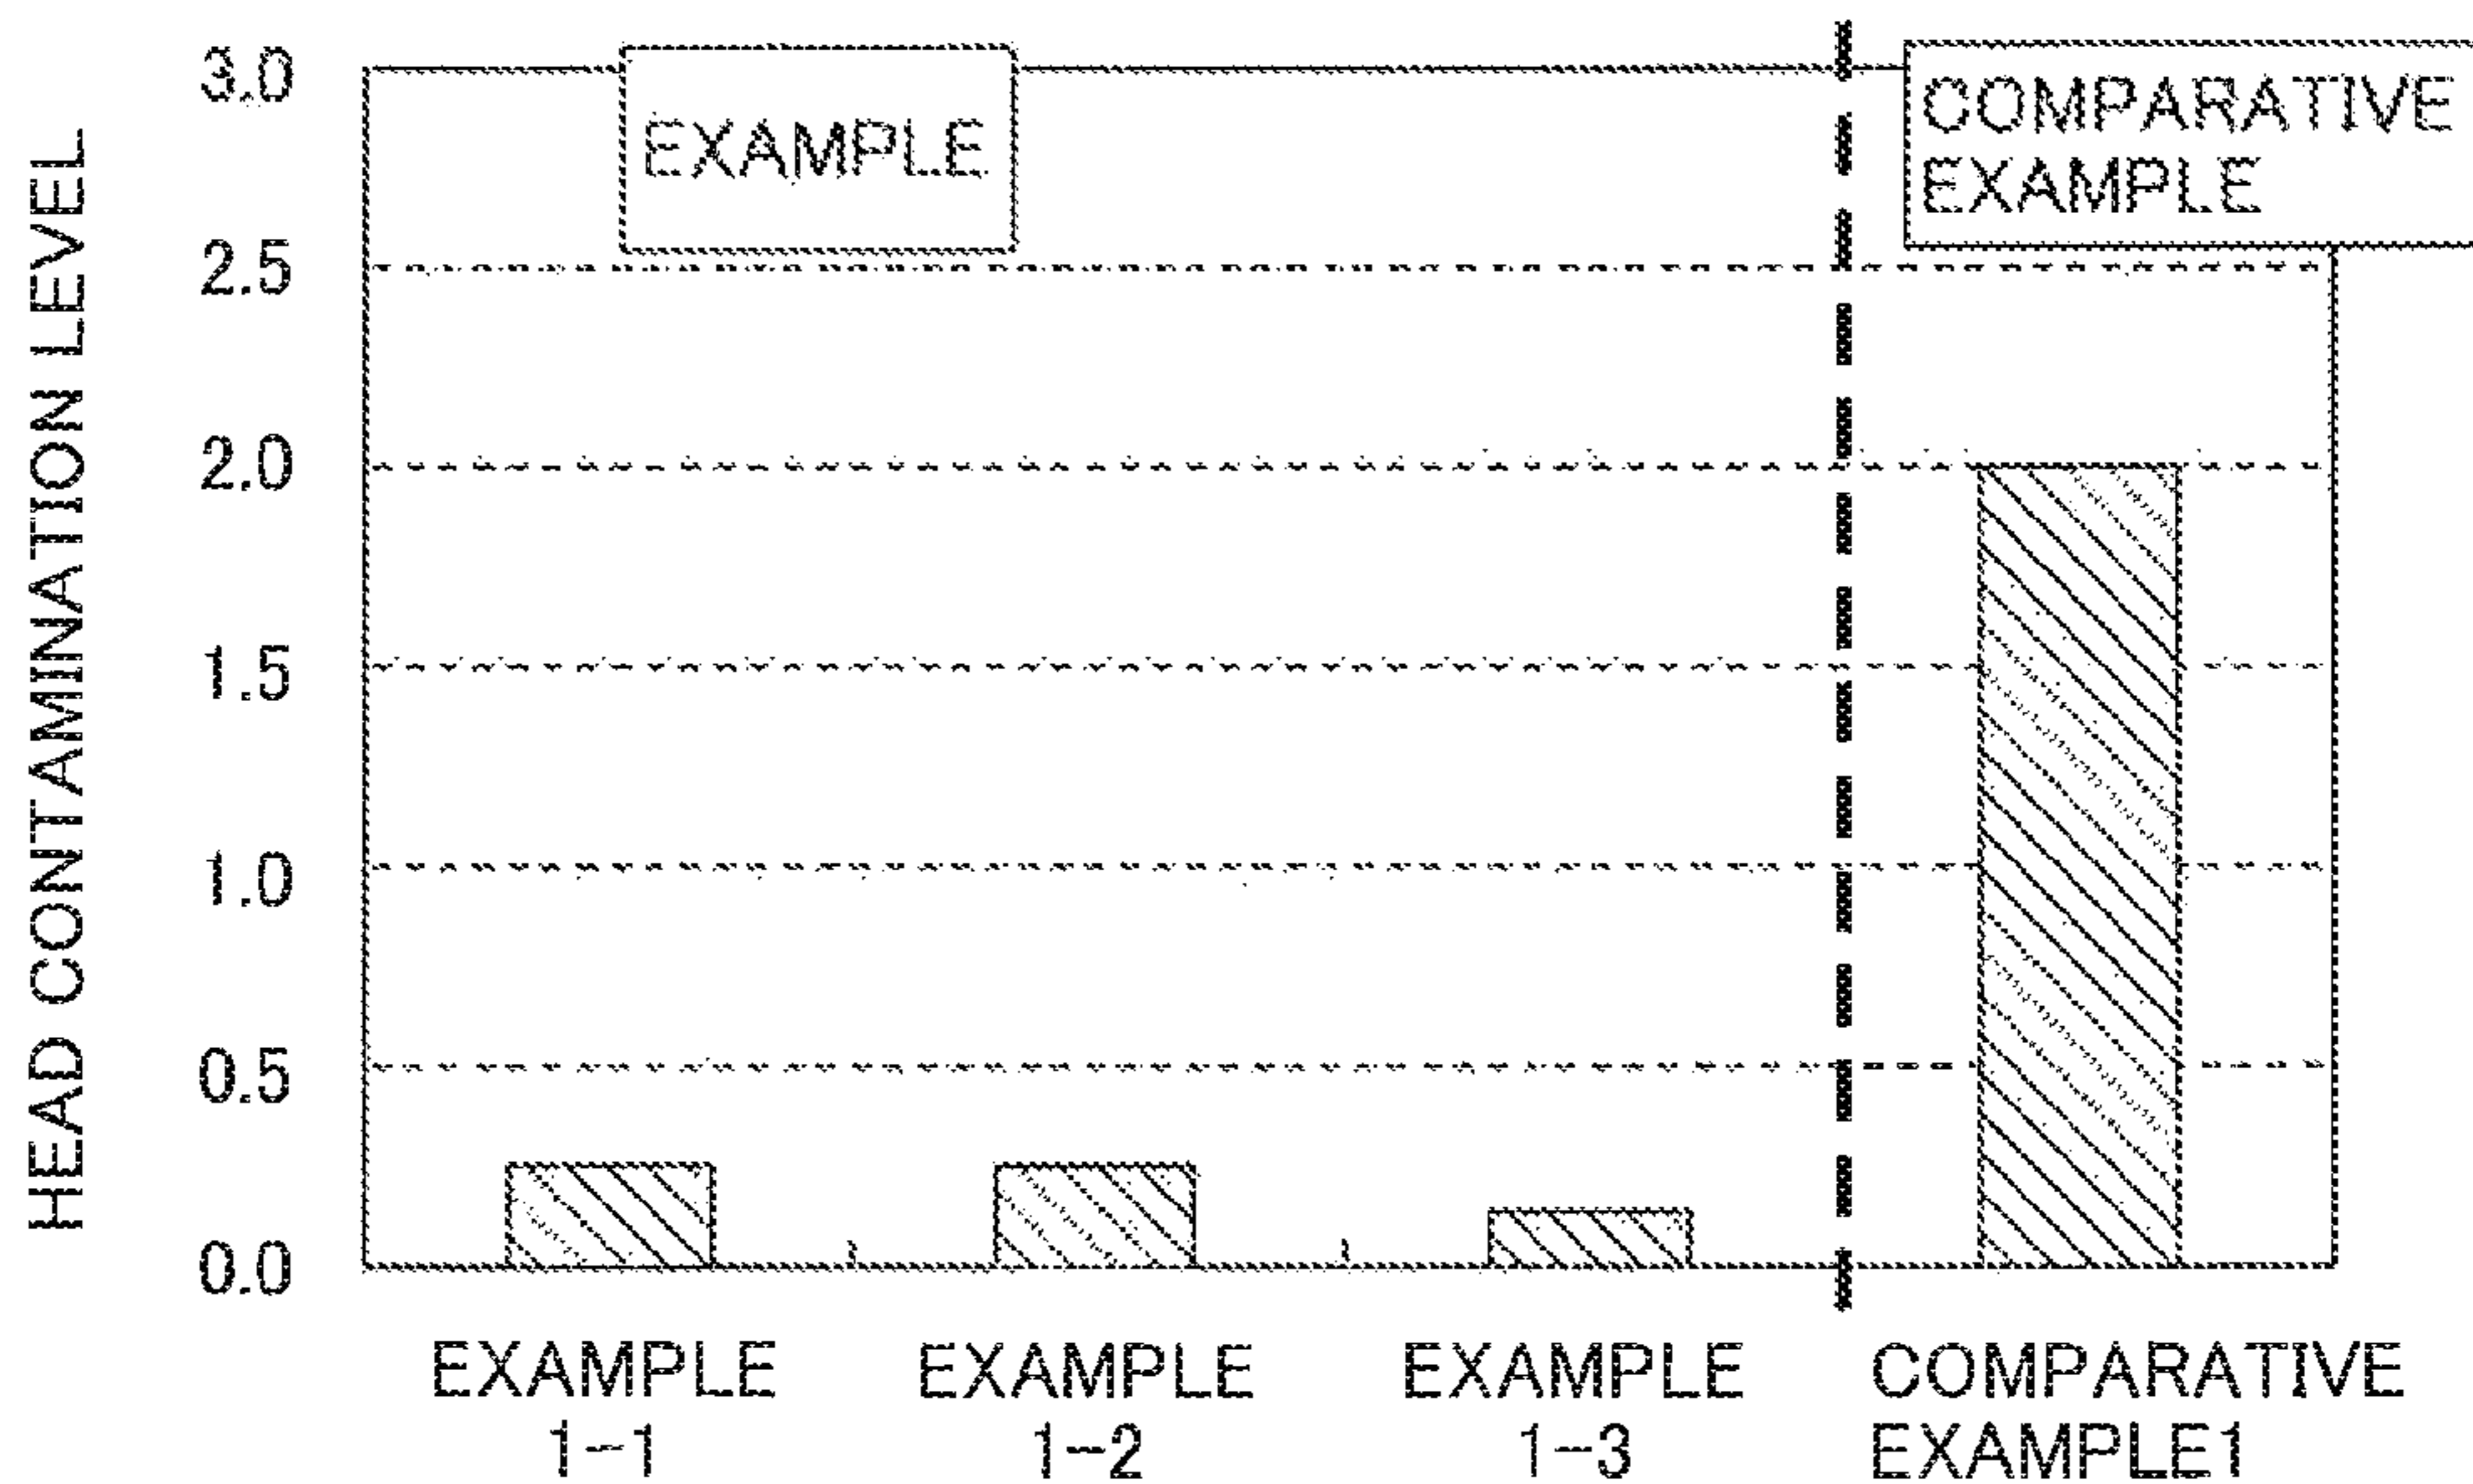 HEAD CONTAMINATION LEVEL
3.0
2.5
2.0
1.5
1.0
0.5
0.0
EXAMPLE
COMPARATIVE
EXAMPLE
EXAMPLE
1-1
EXAMPLE
1-2
EXAMPLE
1-3
COMPARATIVE
EXAMPLE1